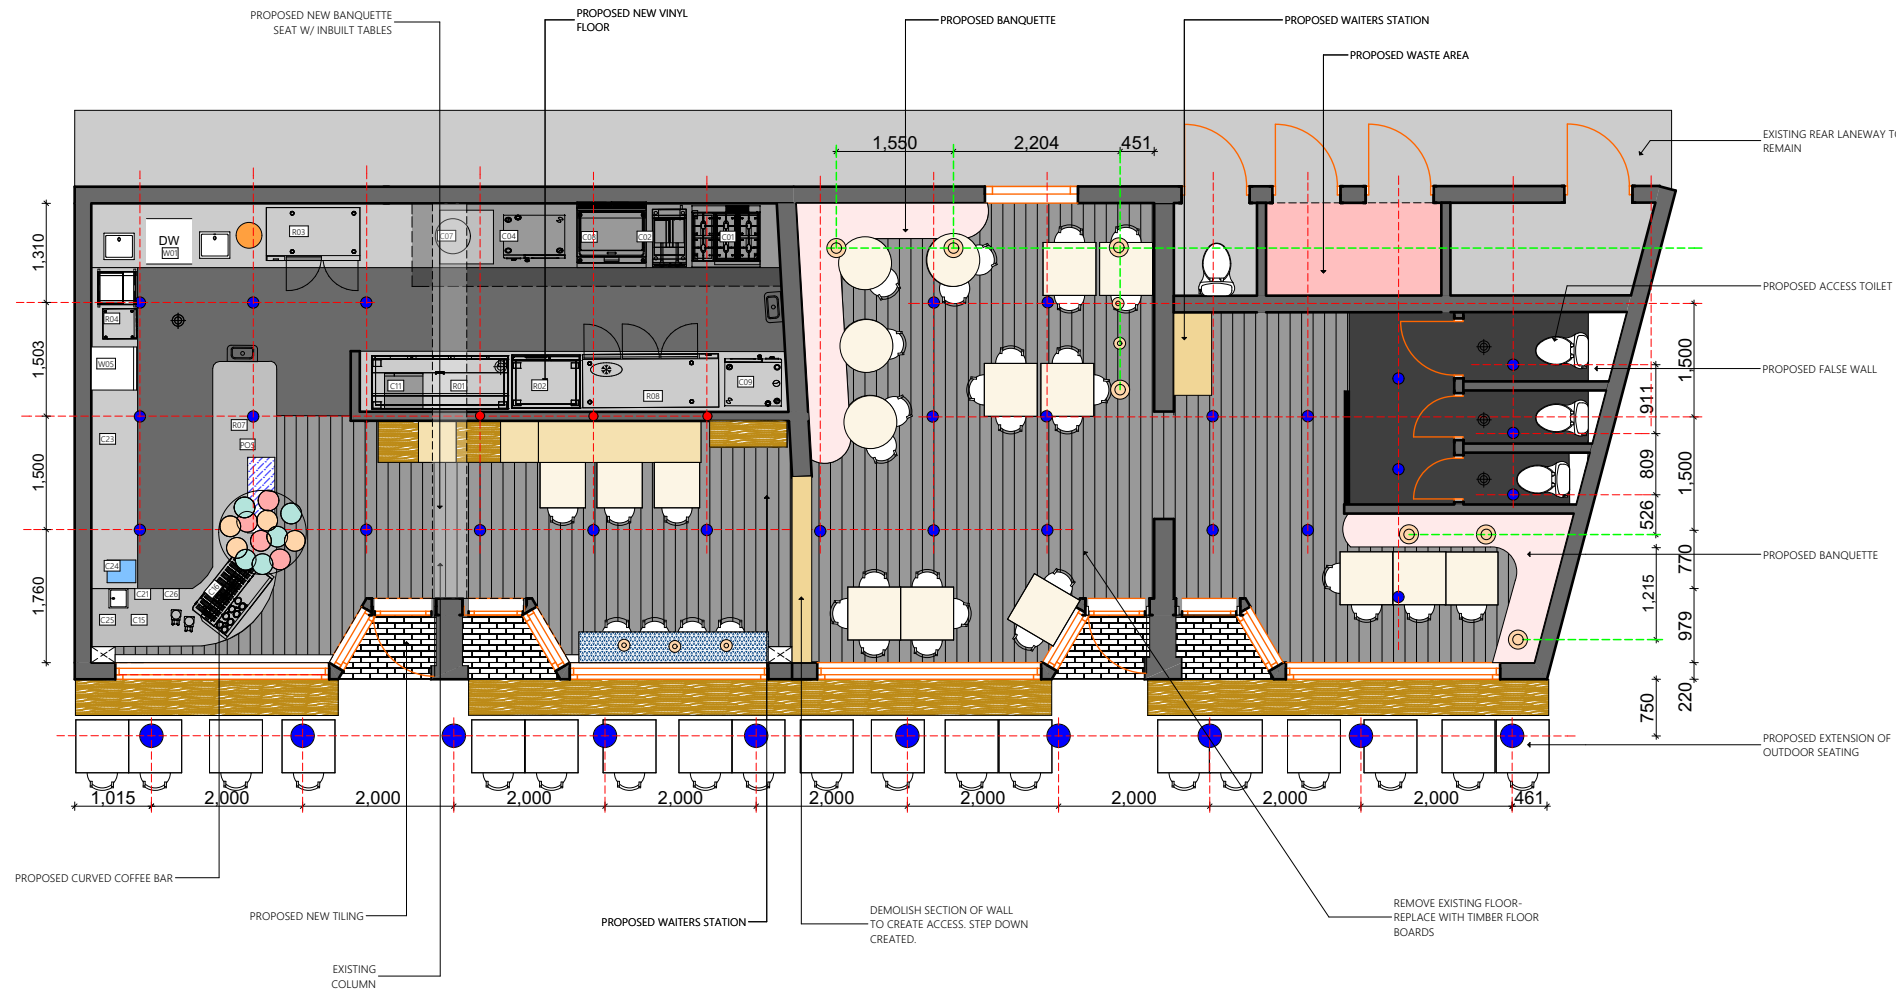 PROPOSED NEW BANQUETTE
SEAT W/ INBUILT TABLES
PROPOSED NEW VINYL
FLOOR
PROPOSED BANQUETTE
PROPOSED WAITERS STATION
PROPOSED WASTE AREA
EXISTING REAR LANEWAY TO
REMAIN
1,550
2,204
451
DW
W01
R03
C07
C04
C02
C01
1,310
R04
W05
1,503
C11
R01
R02
R08
C09
C23
R07
POS
1,500
C24
C21
C26
C25
C15
1,760
PROPOSED ACCESS TOILET
1,500
PROPOSED FALSE WALL
911
809
1,500
526
770
PROPOSED BANQUETTE
1,215
979
750
220
PROPOSED EXTENSION OF
OUTDOOR SEATING
1,015
2,000
2,000
2,000
2,000
2,000
2,000
2,000
2,000
2,000
461
PROPOSED CURVED COFFEE BAR
PROPOSED NEW TILING
PROPOSED WAITERS STATION
DEMOLISH SECTION OF WALL
TO CREATE ACCESS. STEP DOWN
CREATED.
REMOVE EXISTING FLOOR-
REPLACE WITH TIMBER FLOOR
BOARDS
EXISTING
COLUMN